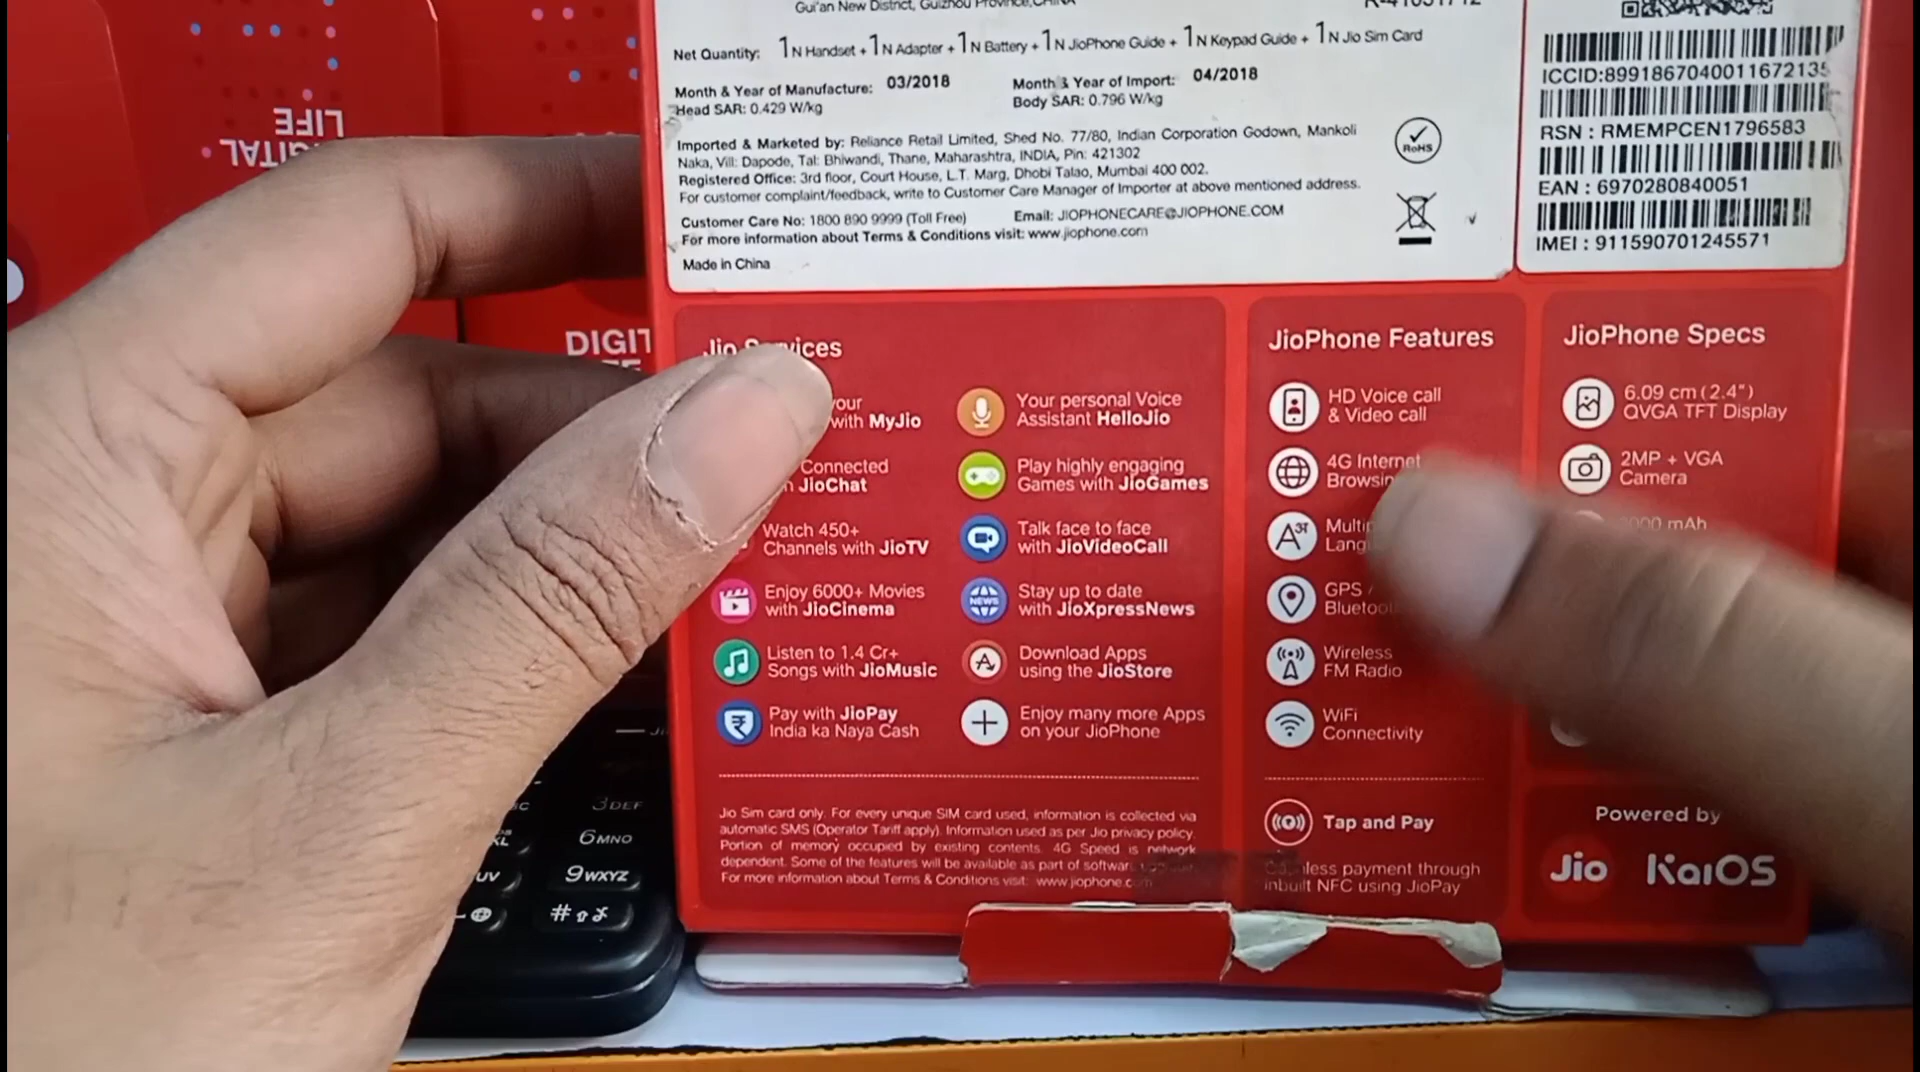 Gui'an New District, Guizhou Province, CHINA
Net Quantity: 1N Handset + 1N Adapter + 1N Battery + 1N JioPhone Guide + 1N Keypad Guide + 1N Jio Sim Card
Month & Year of Manufacture: 03/2018 Month & Year of Import: 04/2018
Head SAR: 0.429 W/kg Body SAR: 0.796 W/kg
Imported & Marketed by: Reliance Retail Limited, Shed No. 77/80, Indian Corporation Godown, Mankoli
Naka, Vill: Dapode, Tal: Bhiwandi, Thane, Maharashtra, INDIA, Pin: 421302
Registered Office: 3rd floor, Court House, L.T. Marg, Dhobi Talao, Mumbai 400 002.
For customer complaint/feedback, write to Customer Care Manager of Importer at above mentioned address.
Customer Care No: 1800 890 9999 (Toll Free) Email: JIOPHONECARE@JIOPHONE.COM
For more information about Terms & Conditions visit: www.jiophone.com
Made in China
RoHS
ICCID:8991867040011672135
RSN : RMEMPCEN1796583
EAN : 6970280840051
IMEI : 911590701245571
LIFE
DIGIT
Jio Services
your
with MyJio
Connected
JioChat
Watch 450+
Channels with JioTV
Enjoy 6000+ Movies
with JioCinema
Listen to 1.4 Cr+
Songs with JioMusic
Pay with JioPay
India ka Naya Cash
Your personal Voice
Assistant HelloJio
Play highly engaging
Games with JioGames
Talk face to face
with JioVideoCall
NEWS
Stay up to date
with JioXpressNews
Download Apps
using the JioStore
Enjoy many more Apps
on your JioPhone
Jio Sim card only. For every unique SIM card used, information is collected via
automatic SMS (Operator Tariff apply). Information used as per Jio privacy policy.
Portion of memory occupied by existing contents. 4G Speed is network
dependent. Some of the features will be available as part of software
For more information about Terms & Conditions visit: www.jiophone.c
JioPhone Features
HD Voice call
& Video call
4G Internet
Browsin
A अ
Multip
Lang
GPS /
Bluetoo
Wireless
FM Radio
WiFi
Connectivity
Tap and Pay
less payment through
inbuilt NFC using JioPay
JioPhone Specs
6.09 cm (2.4")
QVGA TFT Display
2MP + VGA
Camera
mAh
Powered by
Jio KaiOS
3DEF
6MNO
UV 9WXYZ
#